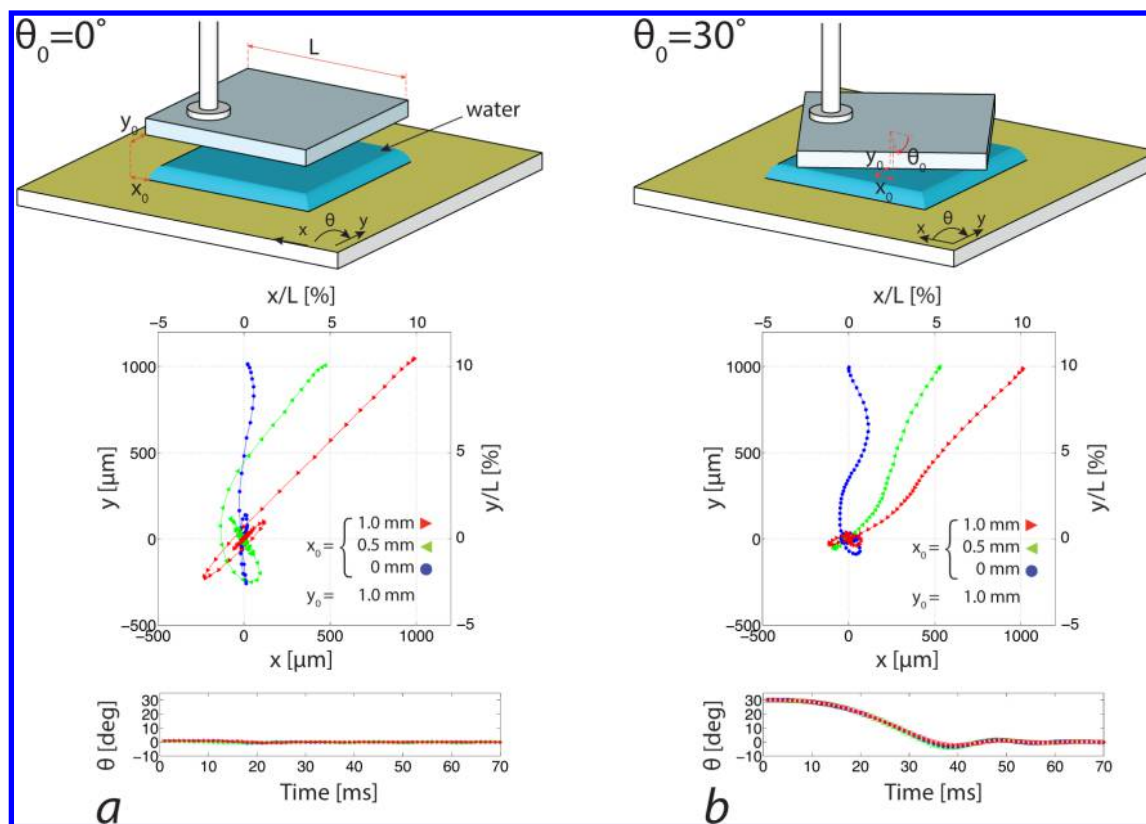 θ₀=0°
L
water
y₀
x₀
x
θ
y
x/L [%]
−5 0 5 10
1000
500
0
−500
y [µm]
10
5
0
−5
y/L [%]
x₀ = { 1.0 mm
0.5 mm
0 mm
y₀ = 1.0 mm
−500 0 500 1000
x [µm]
30
20
10
0
−10
θ [deg]
0 10 20 30 40 50 60 70
Time [ms]
a
θ₀=30°
y₀
θ₀
x₀
x
θ
y
x/L [%]
−5 0 5 10
1000
500
0
−500
y [µm]
10
5
0
−5
y/L [%]
x₀ = { 1.0 mm
0.5 mm
0 mm
y₀ = 1.0 mm
−500 0 500 1000
x [µm]
30
20
10
0
−10
θ [deg]
0 10 20 30 40 50 60 70
Time [ms]
b